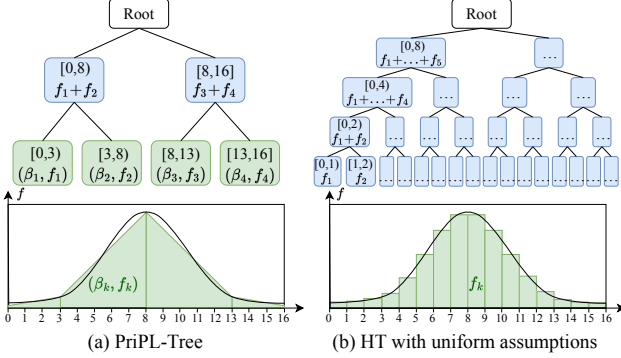 Root
[0,8)
f₁+f₂
[8,16]
f₃+f₄
[0,3)
(β₁, f₁)
[3,8)
(β₂, f₂)
[8,13)
(β₃, f₃)
[13,16]
(β₄, f₄)
f
(βₖ, fₖ)
0 1 2 3 4 5 6 7 8 9 10 11 12 13 14 15 16
(a) PriPL-Tree
Root
[0,8)
f₁+…+f₅
...
[0,4)
f₁+…+f₄
... ... ...
[0,2)
f₁+f₂
... ... ... ... ... ... ...
[0,1)
f₁
[1,2)
f₂
... ... ... ... ... ... ... ... ... ... ... ... ... ...
f
fₖ
0 1 2 3 4 5 6 7 8 9 10 11 12 13 14 15 16
(b) HT with uniform assumptions